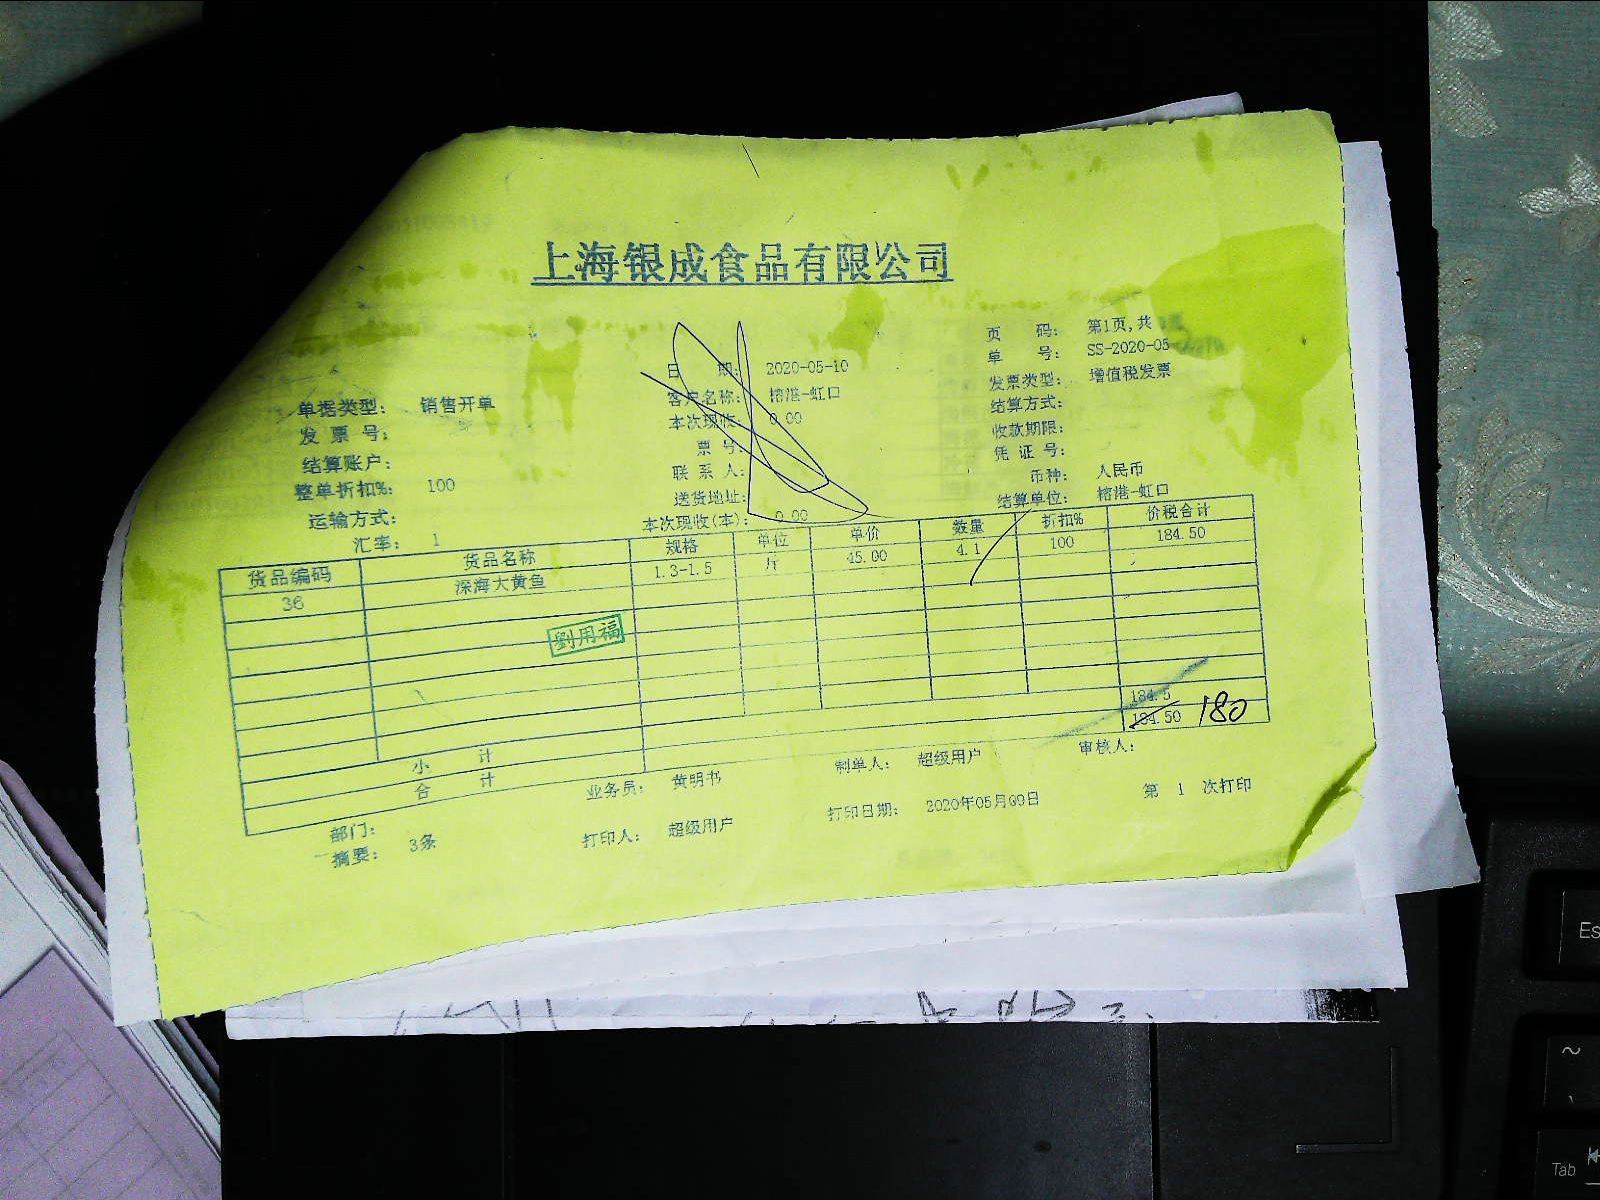 上海银成食品有限公司
页 码: 第1页,共
单 号: SS-2020-05
日 期: 2020-05-10
发票类型: 增值税发票
单据类型: 销售开单
客户名称: 榕港-虹口
结算方式:
发 票 号:
本次现收: 0.00
收款期限:
结算账户:
票 号:
凭 证 号:
整单折扣%: 100
联 系 人:
币种: 人民币
运输方式:
送货地址:
结算单位: 榕港-虹口
汇率: 1
本次现收(本): 0.00
货品编码 货品名称 规格 单位 单价 数量 折扣% 价税合计
36 深海大黄鱼 1.3-1.5 斤 45.00 4.1 100 184.50
劉用福
小 计 184.5
合 计 184.50 180
部门: 业务员: 黄明书 制单人: 超级用户 审核人:
摘要: 3条 打印人: 超级用户 打印日期: 2020年05月09日 第 1 次打印
Es
~
Tab